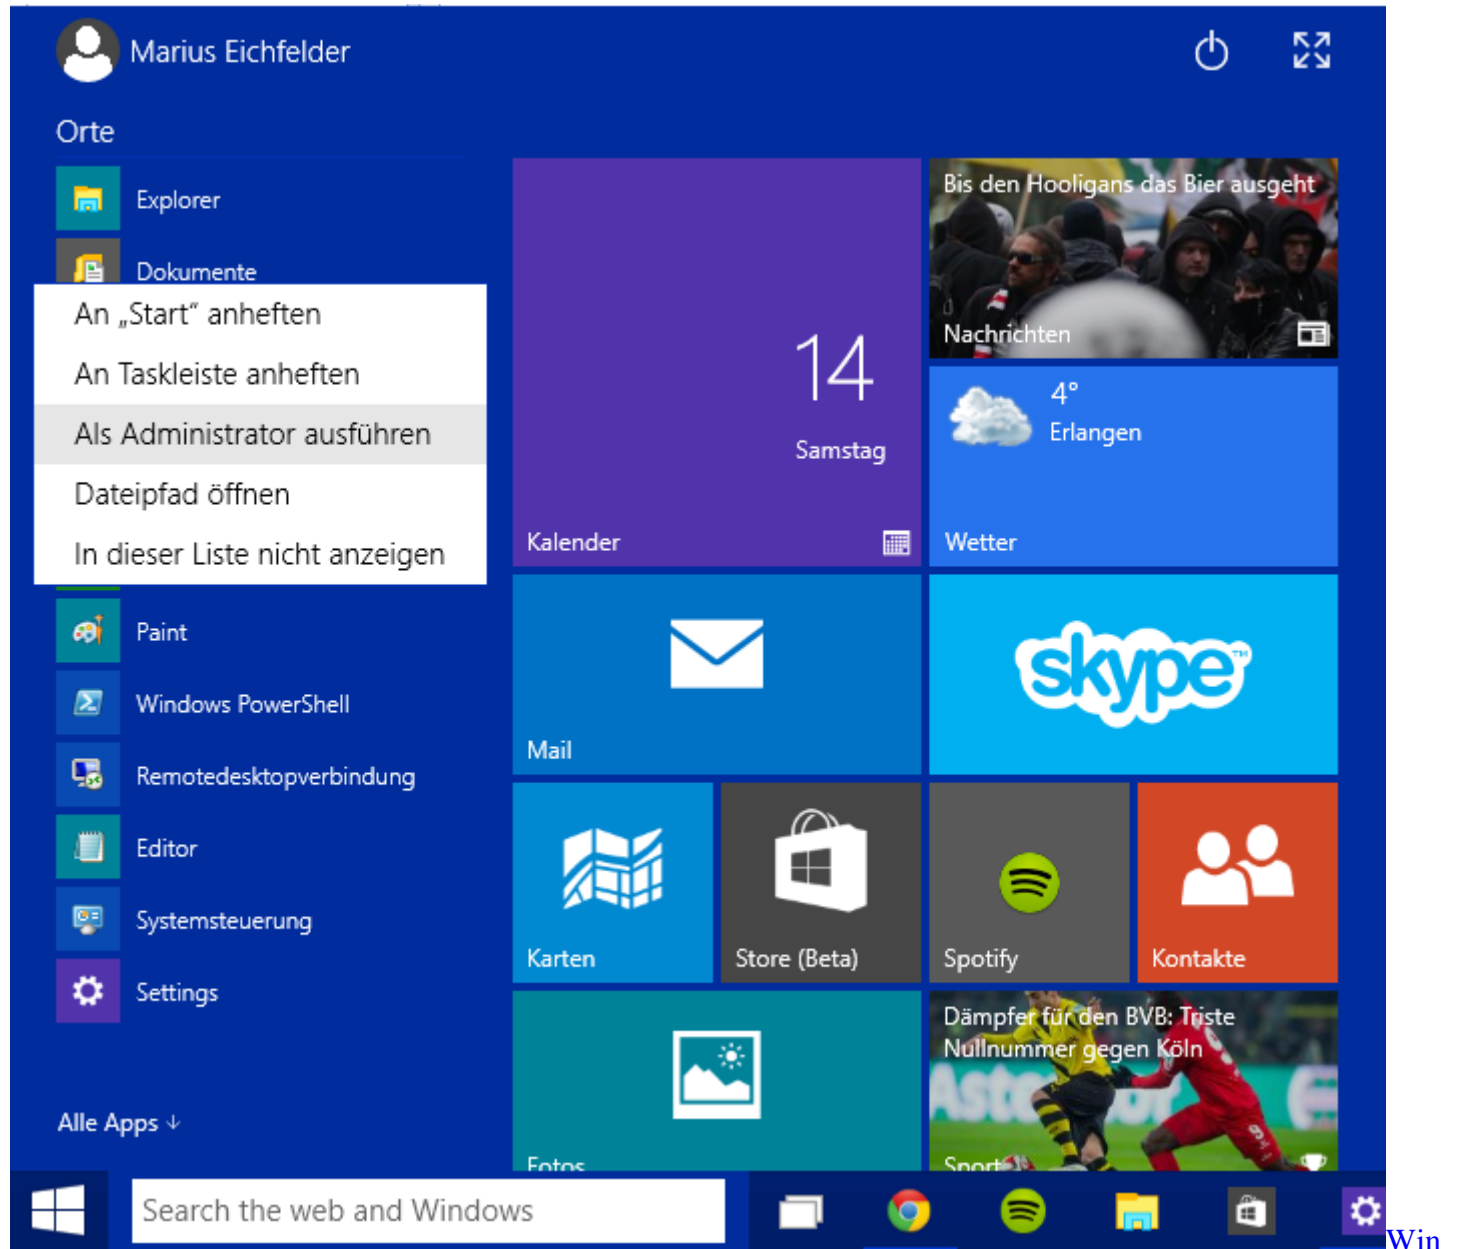 Marius Eichfelder
Orte
Explorer
Dokumente
An „Start“ anheften
An Taskleiste anheften
Als Administrator ausführen
Dateipfad öffnen
In dieser Liste nicht anzeigen
Paint
Windows PowerShell
Remotedesktopverbindung
Editor
Systemsteuerung
Settings
Alle Apps ↓
14
Samstag
Kalender
Bis den Hooligans das Bier ausgeht
Nachrichten
4°
Erlangen
Wetter
Mail
skype™
Karten
Store (Beta)
Spotify
Kontakte
Fotos
Dämpfer für den BVB: Triste
Nullnummer gegen Köln
Sport
Search the web and Windows
Win